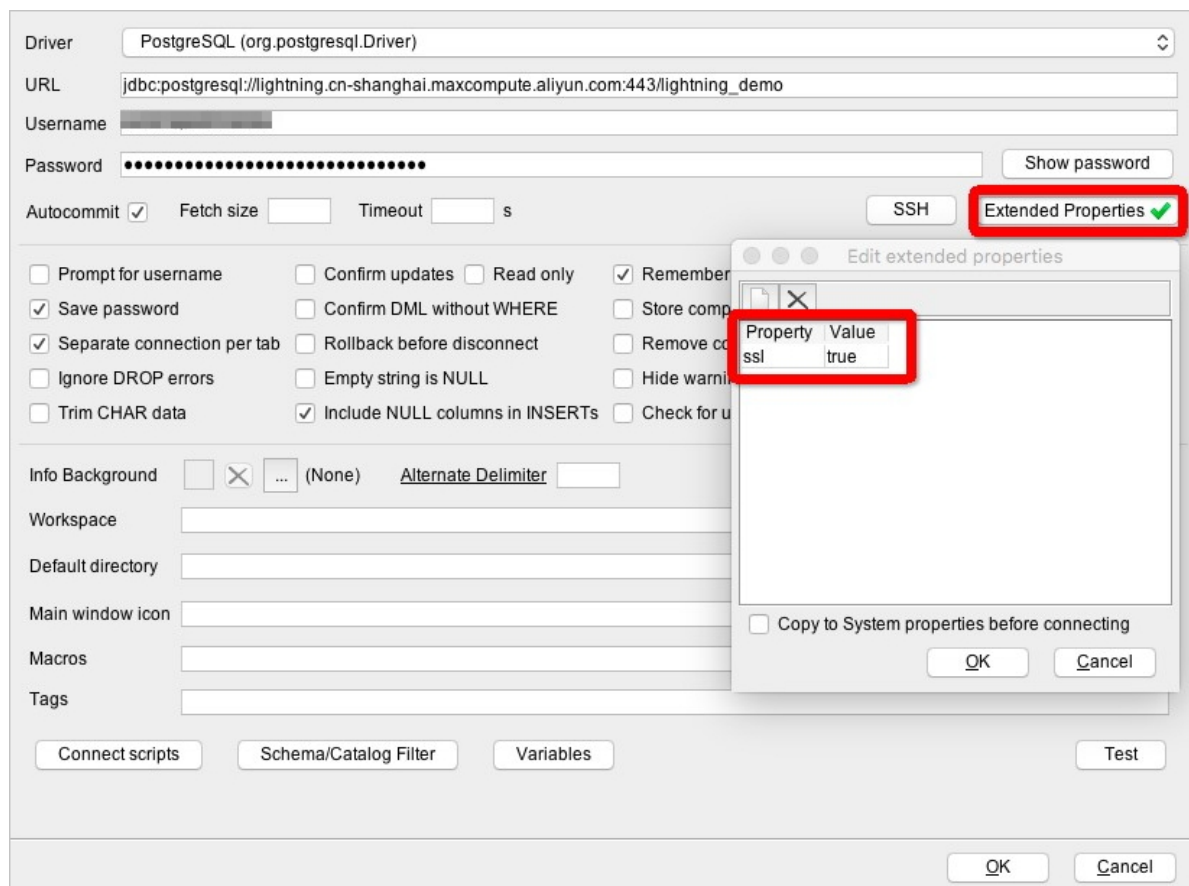 Driver PostgreSQL (org.postgresql.Driver)
URL jdbc:postgresql://lightning.cn-shanghai.maxcompute.aliyun.com:443/lightning_demo
Username
Password •••••••••••••••••••••••••••••• Show password
Autocommit Fetch size Timeout s SSH Extended Properties
Edit extended properties
Prompt for username Confirm updates Read only Remember
Save password Confirm DML without WHERE Store comp
Separate connection per tab Rollback before disconnect Remove co
Ignore DROP errors Empty string is NULL Hide warni
Trim CHAR data Include NULL columns in INSERTs Check for u
Property Value
ssl true
Info Background ... (None) Alternate Delimiter
Workspace
Default directory
Main window icon
Macros
Tags
Copy to System properties before connecting
OK Cancel
Connect scripts Schema/Catalog Filter Variables Test
OK Cancel